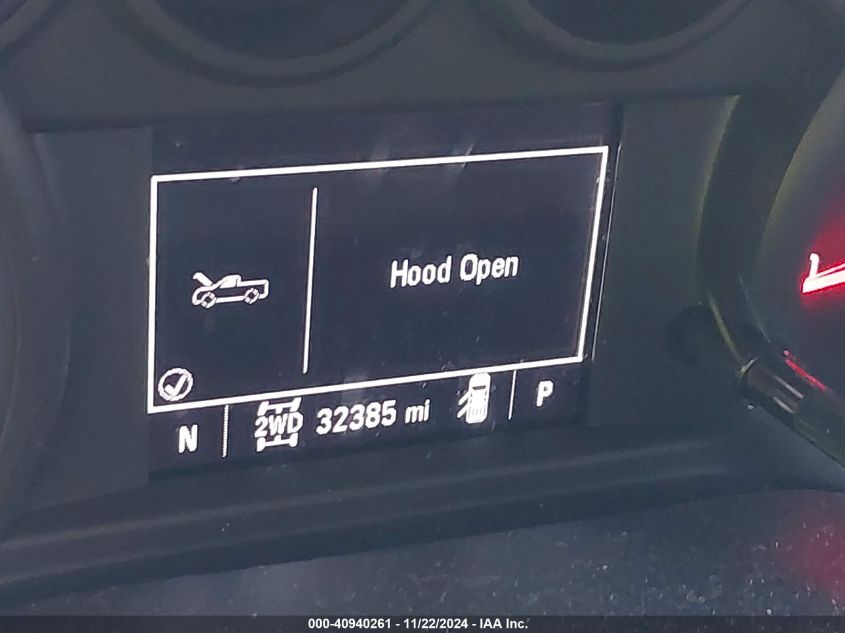 Hood Open
N 2WD 32385 mi P
000-40940261 - 11/22/2024 - IAA Inc.